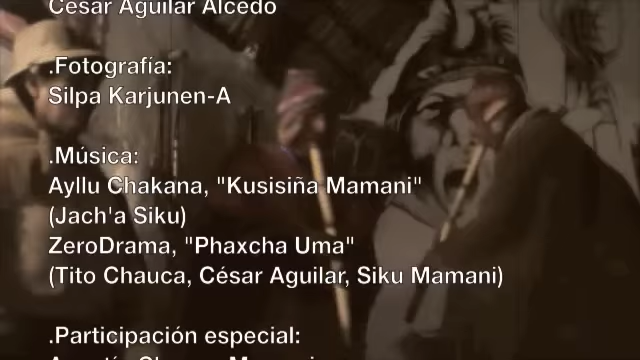 César Aguilar Alcedo
.Fotografía:
Silpa Karjunen-A
.Música:
Ayllu Chakana, "Kusisiña Mamani"
(Jach'a Siku)
ZeroDrama, "Phaxcha Uma"
(Tito Chauca, César Aguilar, Siku Mamani)
.Participación especial: